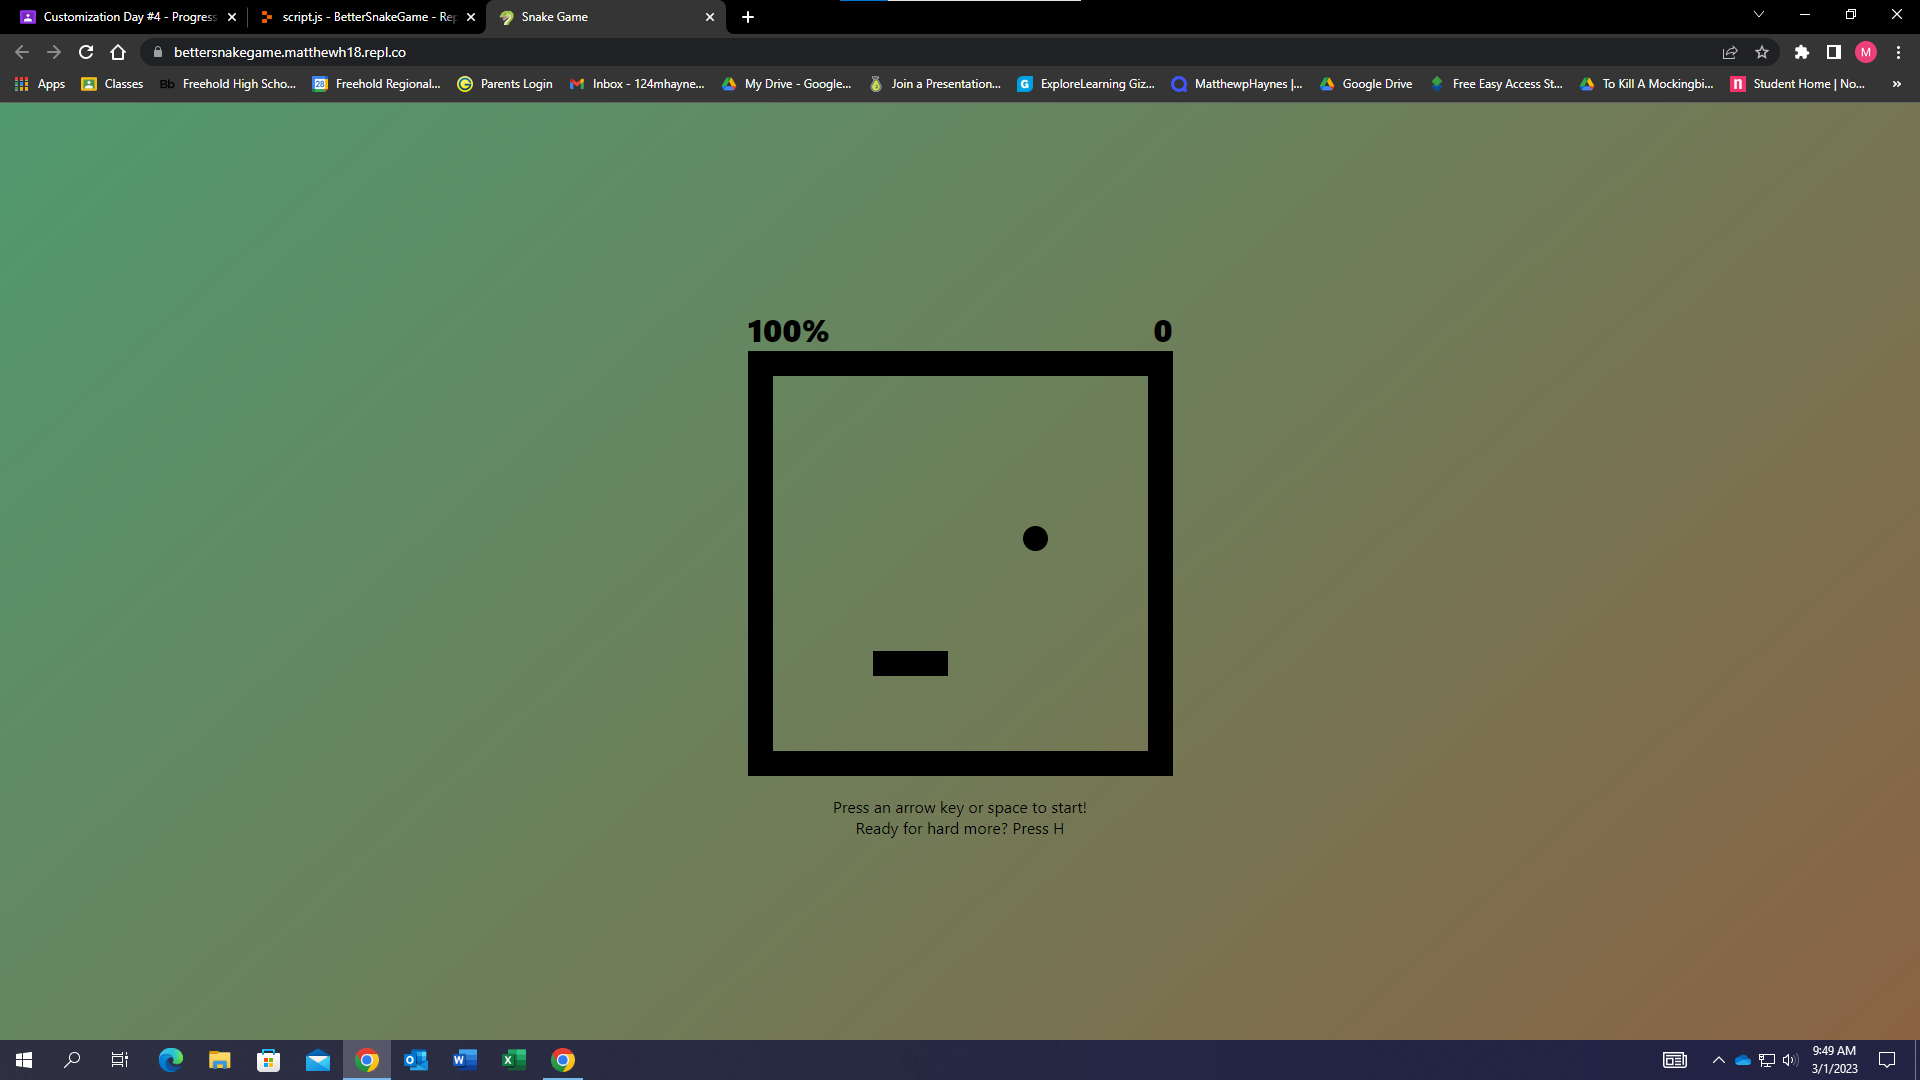 Customization Day #4 - Progress
script.js - BetterSnakeGame - Rep
Snake Game
bettersnakegame.matthewh18.repl.co
M
Apps
Classes
Bb Freehold High Scho...
28 Freehold Regional...
Parents Login
Inbox - 124mhayne...
My Drive - Google...
Join a Presentation...
G ExploreLearning Giz...
MatthewpHaynes |...
Google Drive
Free Easy Access St...
To Kill A Mockingbi...
n Student Home | No...
»
100%
0
Press an arrow key or space to start!
Ready for hard more? Press H
9:49 AM
3/1/2023